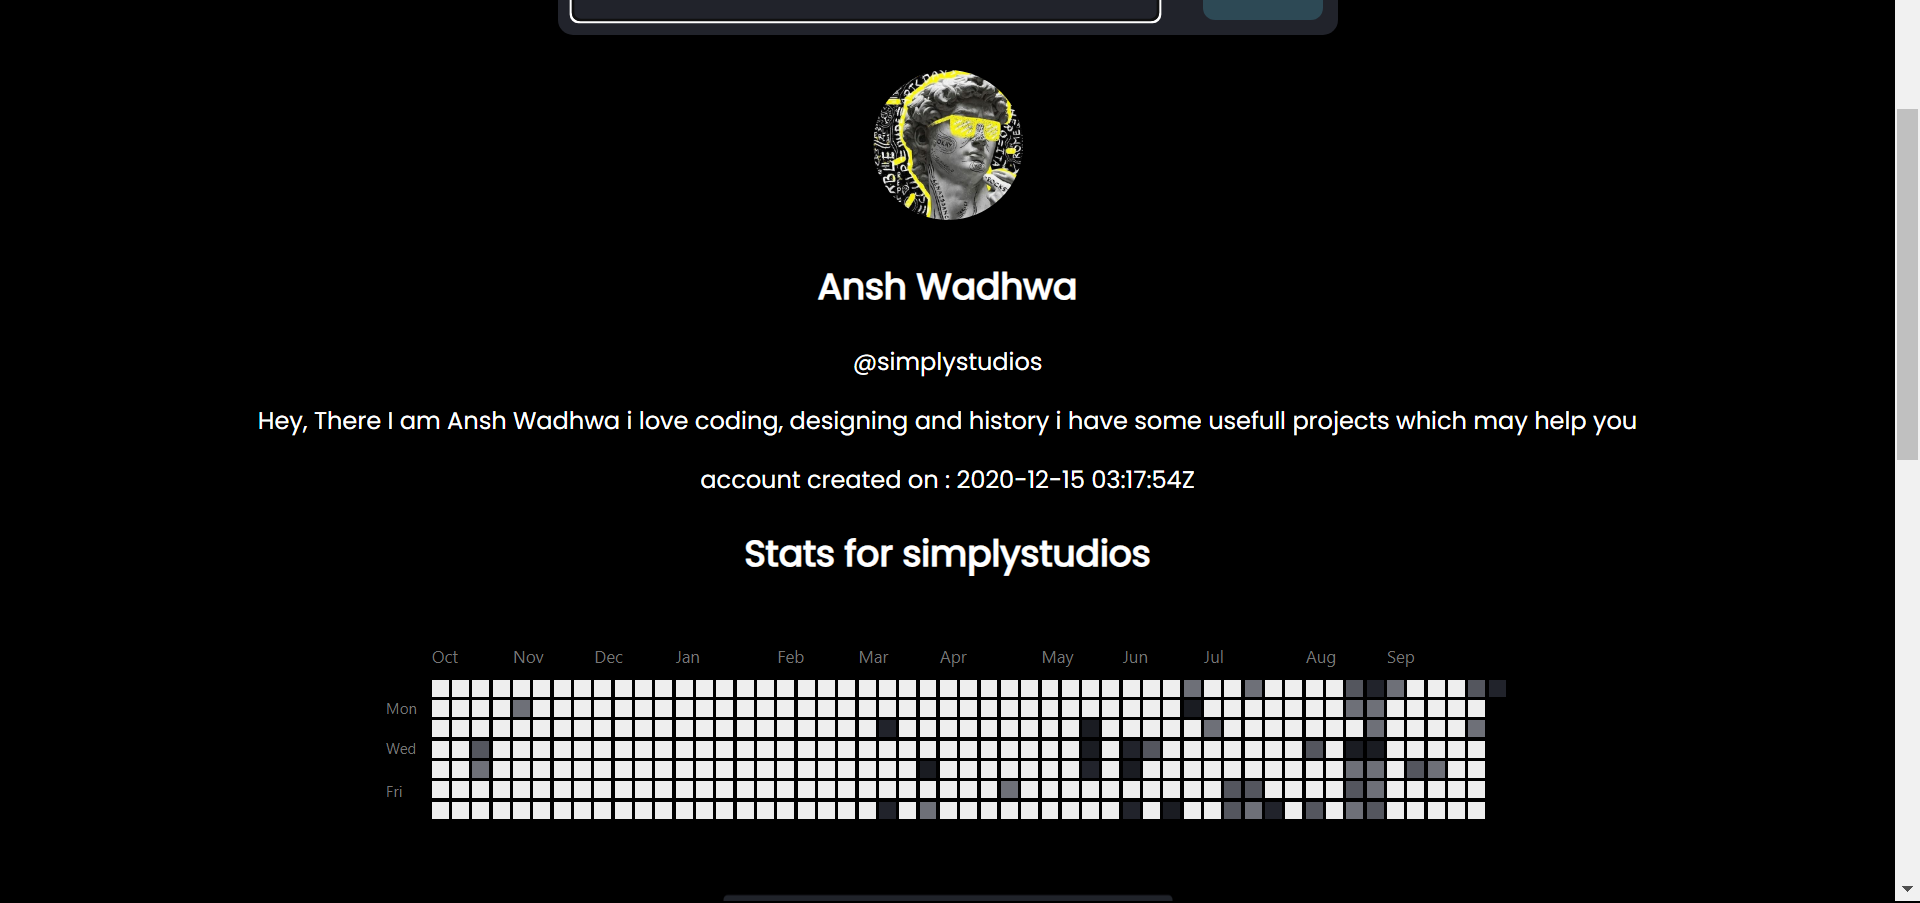 Ansh Wadhwa
@simplystudios
Hey, There I am Ansh Wadhwa i love coding, designing and history i have some usefull projects which may help you
account created on : 2020-12-15 03:17:54Z
Stats for simplystudios
Oct Nov Dec Jan Feb Mar Apr May Jun Jul Aug Sep
Mon
Wed
Fri